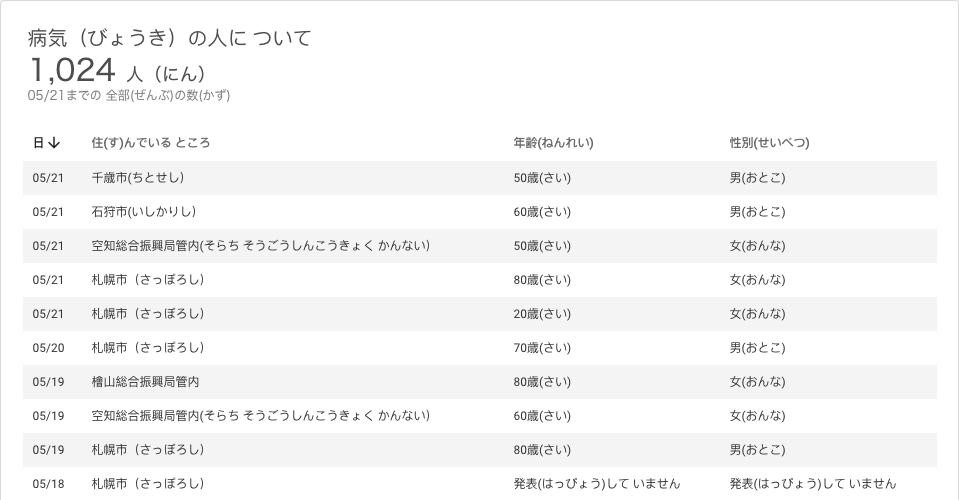 病気（びょうき）の人に ついて
1,024 人（にん）
05/21までの 全部(ぜんぶ)の数(かず)
日↓ 住(す)んでいる ところ 年齢(ねんれい) 性別(せいべつ)
05/21 千歳市(ちとせし） 50歳(さい) 男(おとこ)
05/21 石狩市(いしかりし） 60歳(さい) 男(おとこ)
05/21 空知総合振興局管内(そらち そうごうしんこうきょく かんない） 50歳(さい) 女(おんな)
05/21 札幌市（さっぽろし） 80歳(さい) 女(おんな)
05/21 札幌市（さっぽろし） 20歳(さい) 女(おんな)
05/20 札幌市（さっぽろし） 70歳(さい) 男(おとこ)
05/19 檜山総合振興局管内 80歳(さい) 女(おんな)
05/19 空知総合振興局管内(そらち そうごうしんこうきょく かんない） 60歳(さい) 女(おんな)
05/19 札幌市（さっぽろし） 80歳(さい) 男(おとこ)
05/18 札幌市（さっぽろし） 発表(はっぴょう)して いません 発表(はっぴょう)して いません